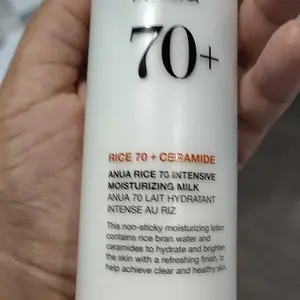 70+
RICE 70 + CERAMIDE
ANUA RICE 70 INTENSIVE
MOISTURIZING MILK
ANUA 70 LAIT HYDRATANT
INTENSE AU RIZ
This non-sticky moisturizing lotion
contains rice bran water and
ceramides to hydrate and brighten
the skin with a refreshing finish, to
help achieve clear and healthy skin.